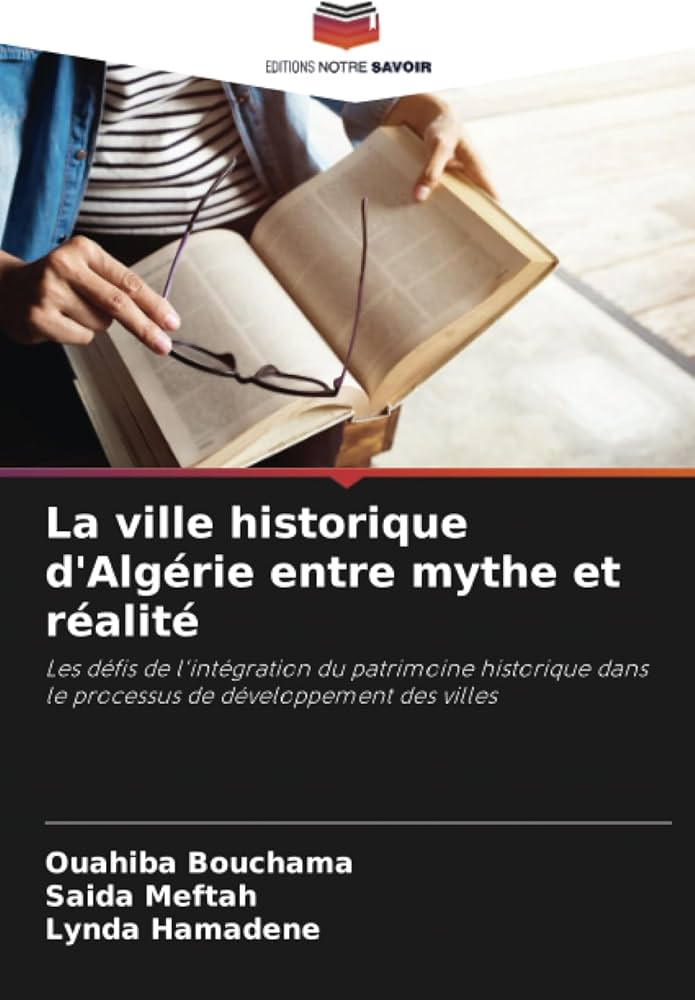 EDITIONS NOTRE SAVOIR
La ville historique
d'Algérie entre mythe et
réalité
Les défis de l'intégration du patrimoine historique dans
le processus de développement des villes
Ouahiba Bouchama
Saida Meftah
Lynda Hamadene